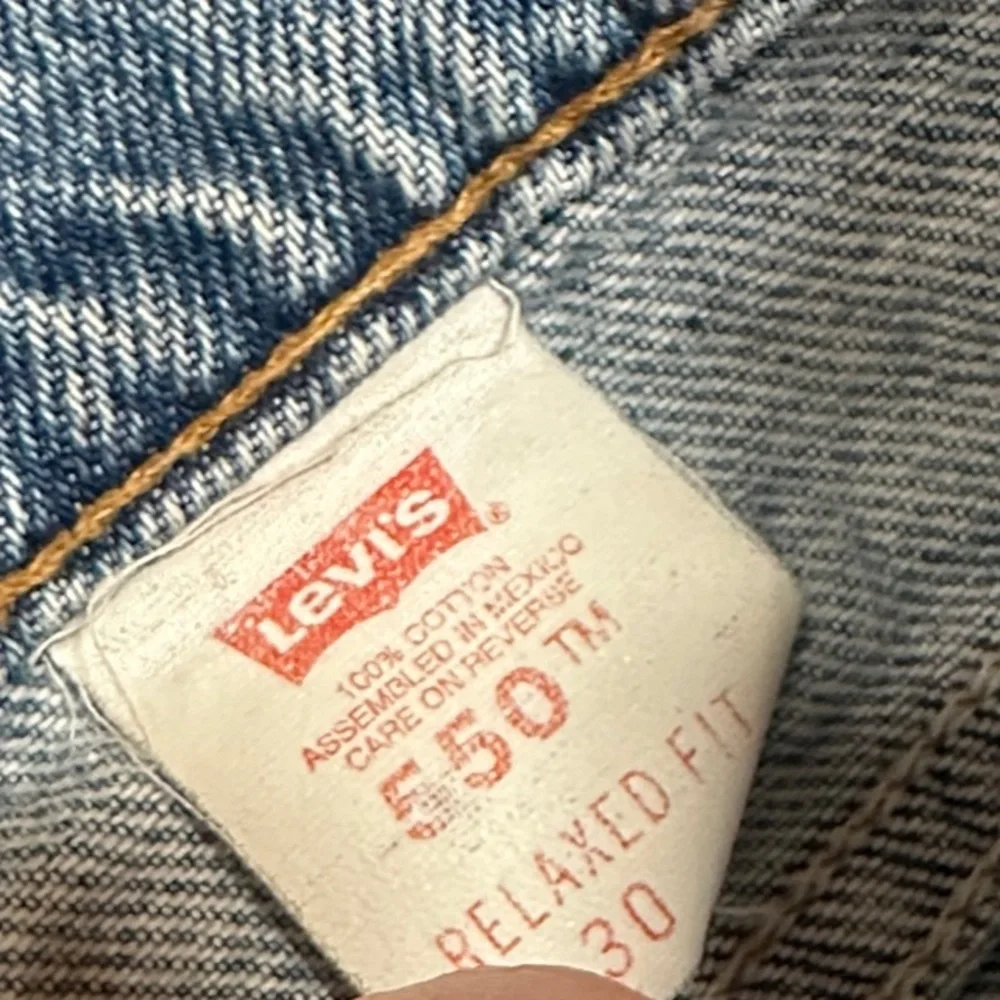 Levi's®
100% COTTON
ASSEMBLED IN MEXICO
CARE ON REVERSE
550 TM
RELAXED FIT
30